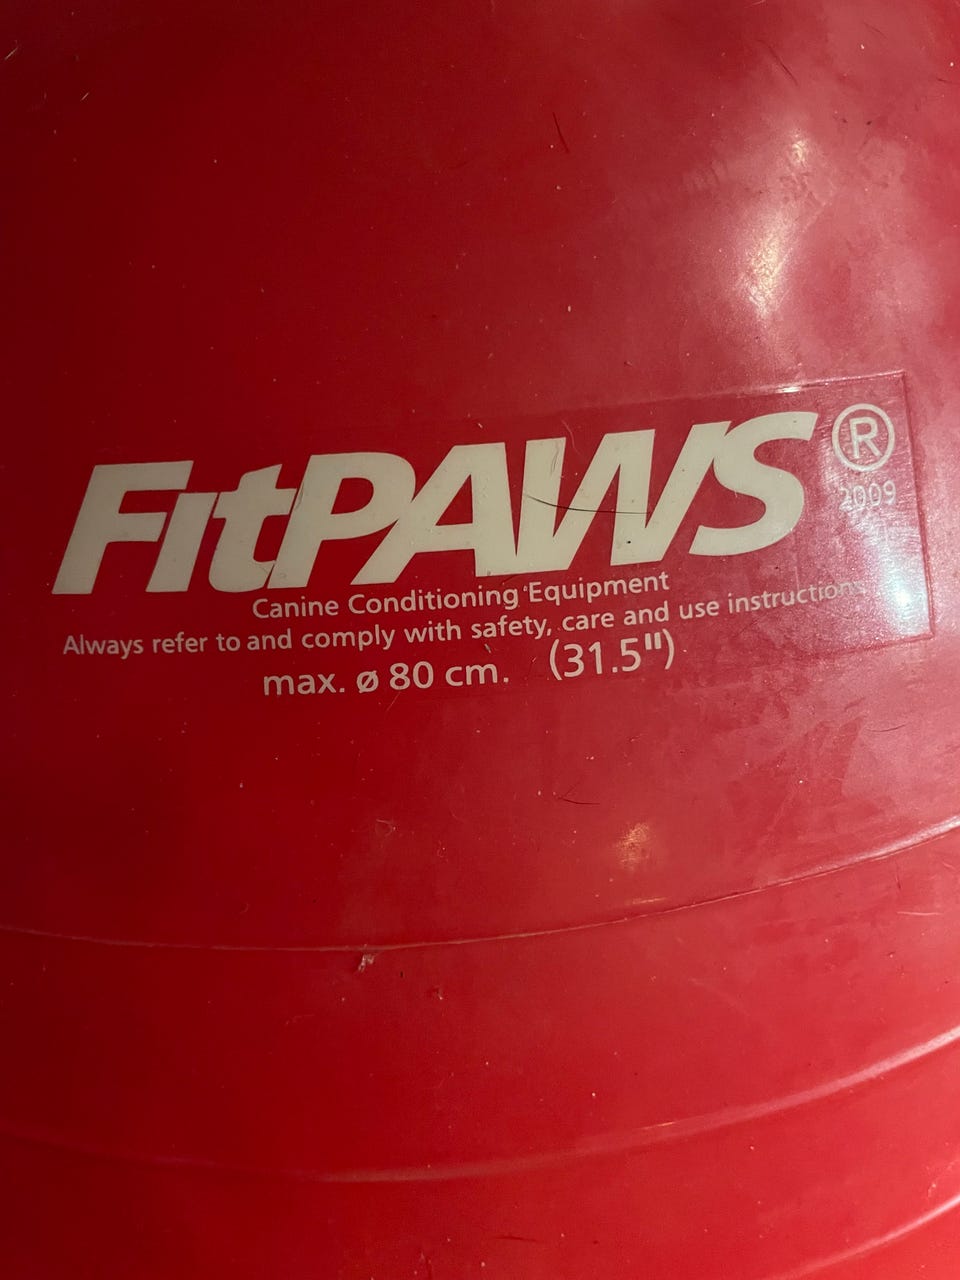 FitPAWS®
2009
Canine Conditioning Equipment
Always refer to and comply with safety, care and use instructions
max. ø 80 cm. (31.5")